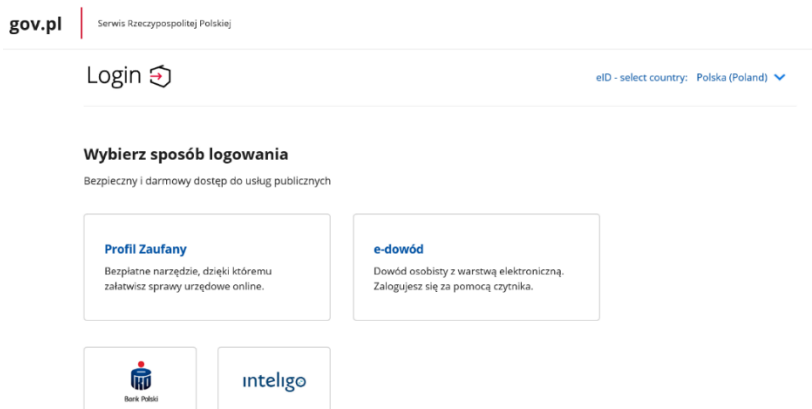 gov.pl Serwis Rzeczypospolitej Polskiej
Login eID - select country: Polska (Poland)
Wybierz sposób logowania
Bezpieczny i darmowy dostęp do usług publicznych
Profil Zaufany
Bezpłatne narzędzie, dzięki któremu
załatwisz sprawy urzędowe online.
e-dowód
Dowód osobisty z warstwą elektroniczną.
Zalogujesz się za pomocą czytnika.
PKO
Bank Polski
inteligo